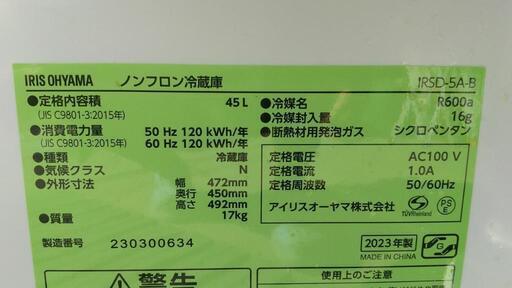 IRIS OHYAMA ノンフロン冷蔵庫 IRSD-5A-B
●定格内容積 45 L
(JIS C9801-3:2015年)
●消費電力量 50 Hz 120 kWh/年
(JIS C9801-3:2015年) 60 Hz 120 kWh/年
●種類 冷蔵庫
●気候クラス N
●外形寸法 幅 472mm
奥行 450mm
高さ 492mm
●質量 17kg
製造番号 230300634
●冷媒名 R600a
●冷媒封入量 16g
●断熱材用発泡ガス シクロペンタン
定格電圧 AC100 V
定格電流 1.0A
定格周波数 50/60Hz
アイリスオーヤマ株式会社 TÜVRheinland PSE
2023年製 MADE IN CHINA
警告
使用上のご注意